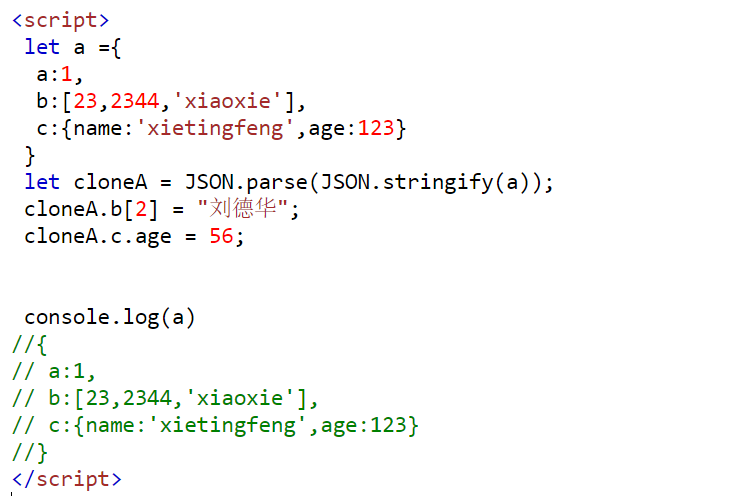 <script>
let a ={
a:1,
b:[23,2344,'xiaoxie'],
c:{name:'xietingfeng',age:123}
}
let cloneA = JSON.parse(JSON.stringify(a));
cloneA.b[2] = "刘德华";
cloneA.c.age = 56;
console.log(a)
//{
// a:1,
// b:[23,2344,'xiaoxie'],
// c:{name:'xietingfeng',age:123}
//}
</script>